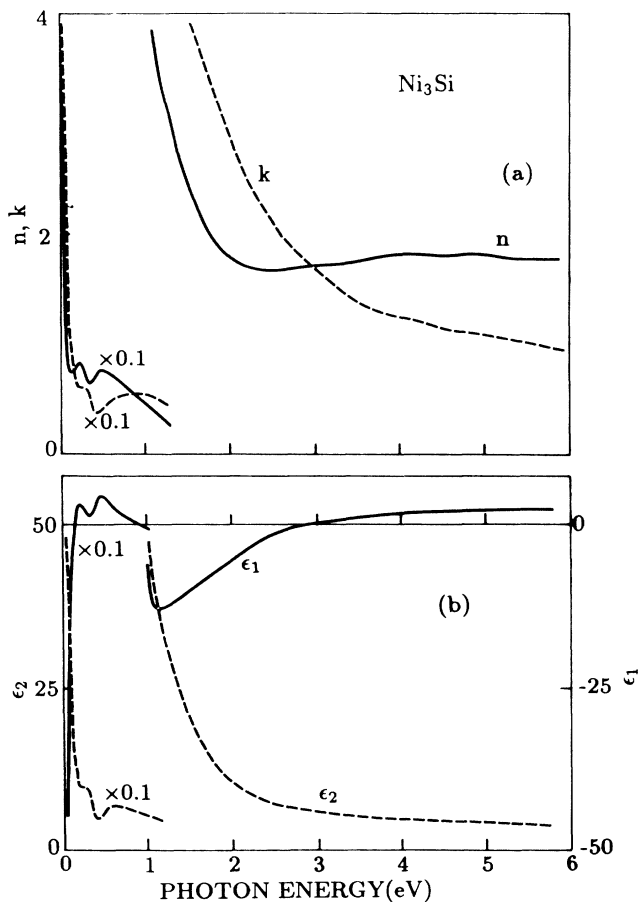 4
Ni₃Si
(a)
k
n
n, k
2
×0.1
×0.1
0
50
0
×0.1
ϵ₁
(b)
ϵ₂
25
-25
ϵ₁
×0.1
ϵ₂
0
-50
0 1 2 3 4 5 6
PHOTON ENERGY(eV)